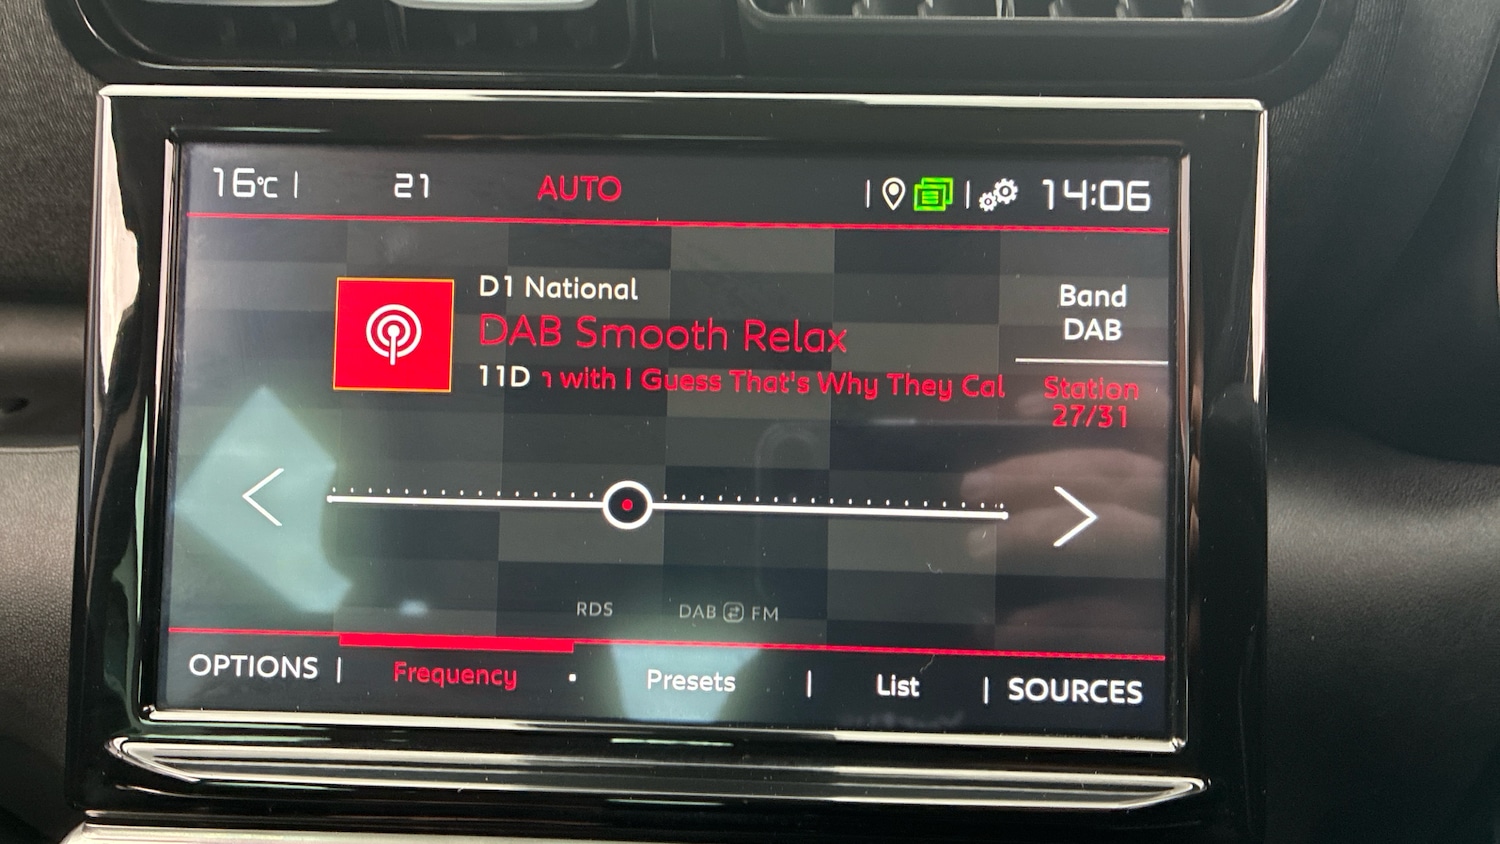 16°C | 21 AUTO | | 14:06
D1 National
DAB Smooth Relax
11D with I Guess That's Why They Cal
Band
DAB
Station
27/31
RDS DAB FM
OPTIONS | Frequency • Presets | List | SOURCES